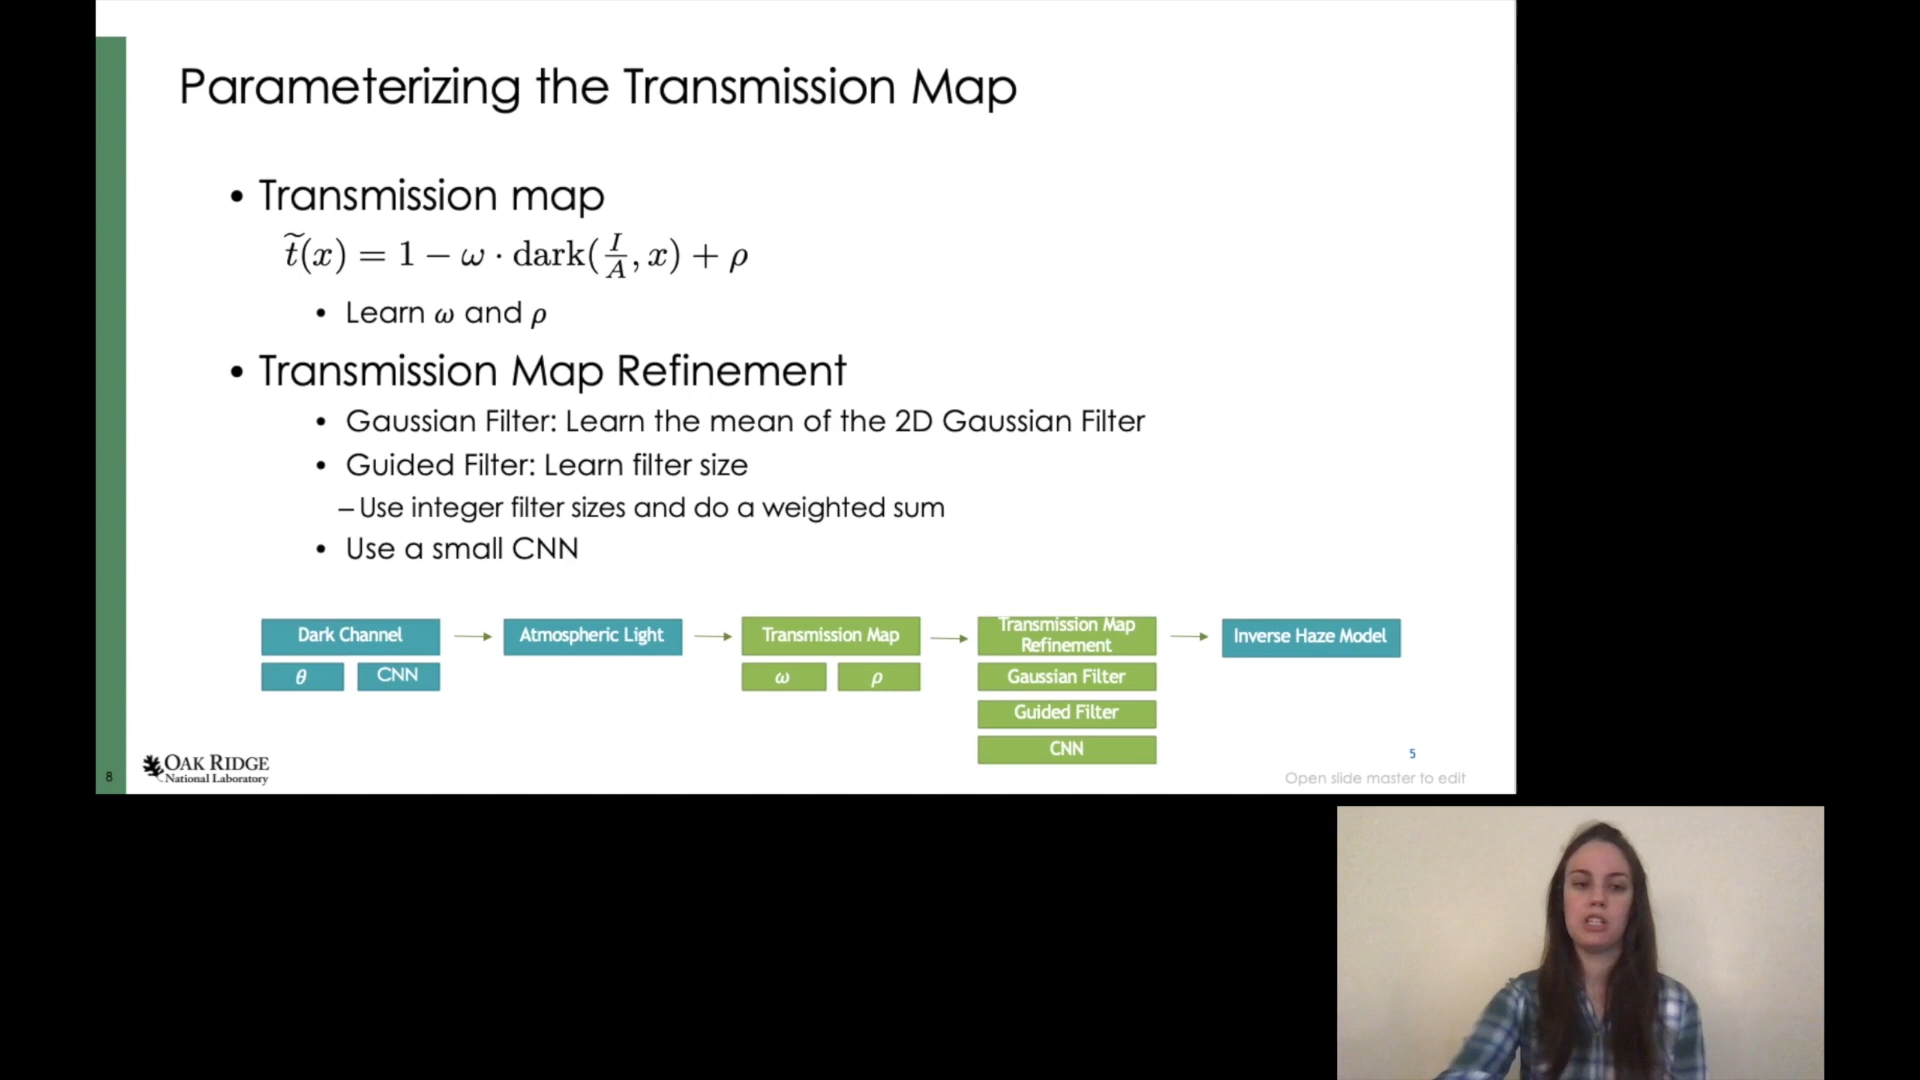 Parameterizing the Transmission Map
• Transmission map
t̃(x) = 1 − ω · dark(I/A, x) + ρ
• Learn ω and ρ
• Transmission Map Refinement
• Gaussian Filter: Learn the mean of the 2D Gaussian Filter
• Guided Filter: Learn filter size
– Use integer filter sizes and do a weighted sum
• Use a small CNN
Dark Channel
θ
CNN
Atmospheric Light
Transmission Map
ω
ρ
Transmission Map
Refinement
Gaussian Filter
Guided Filter
CNN
Inverse Haze Model
8
OAK RIDGE
National Laboratory
5
Open slide master to edit